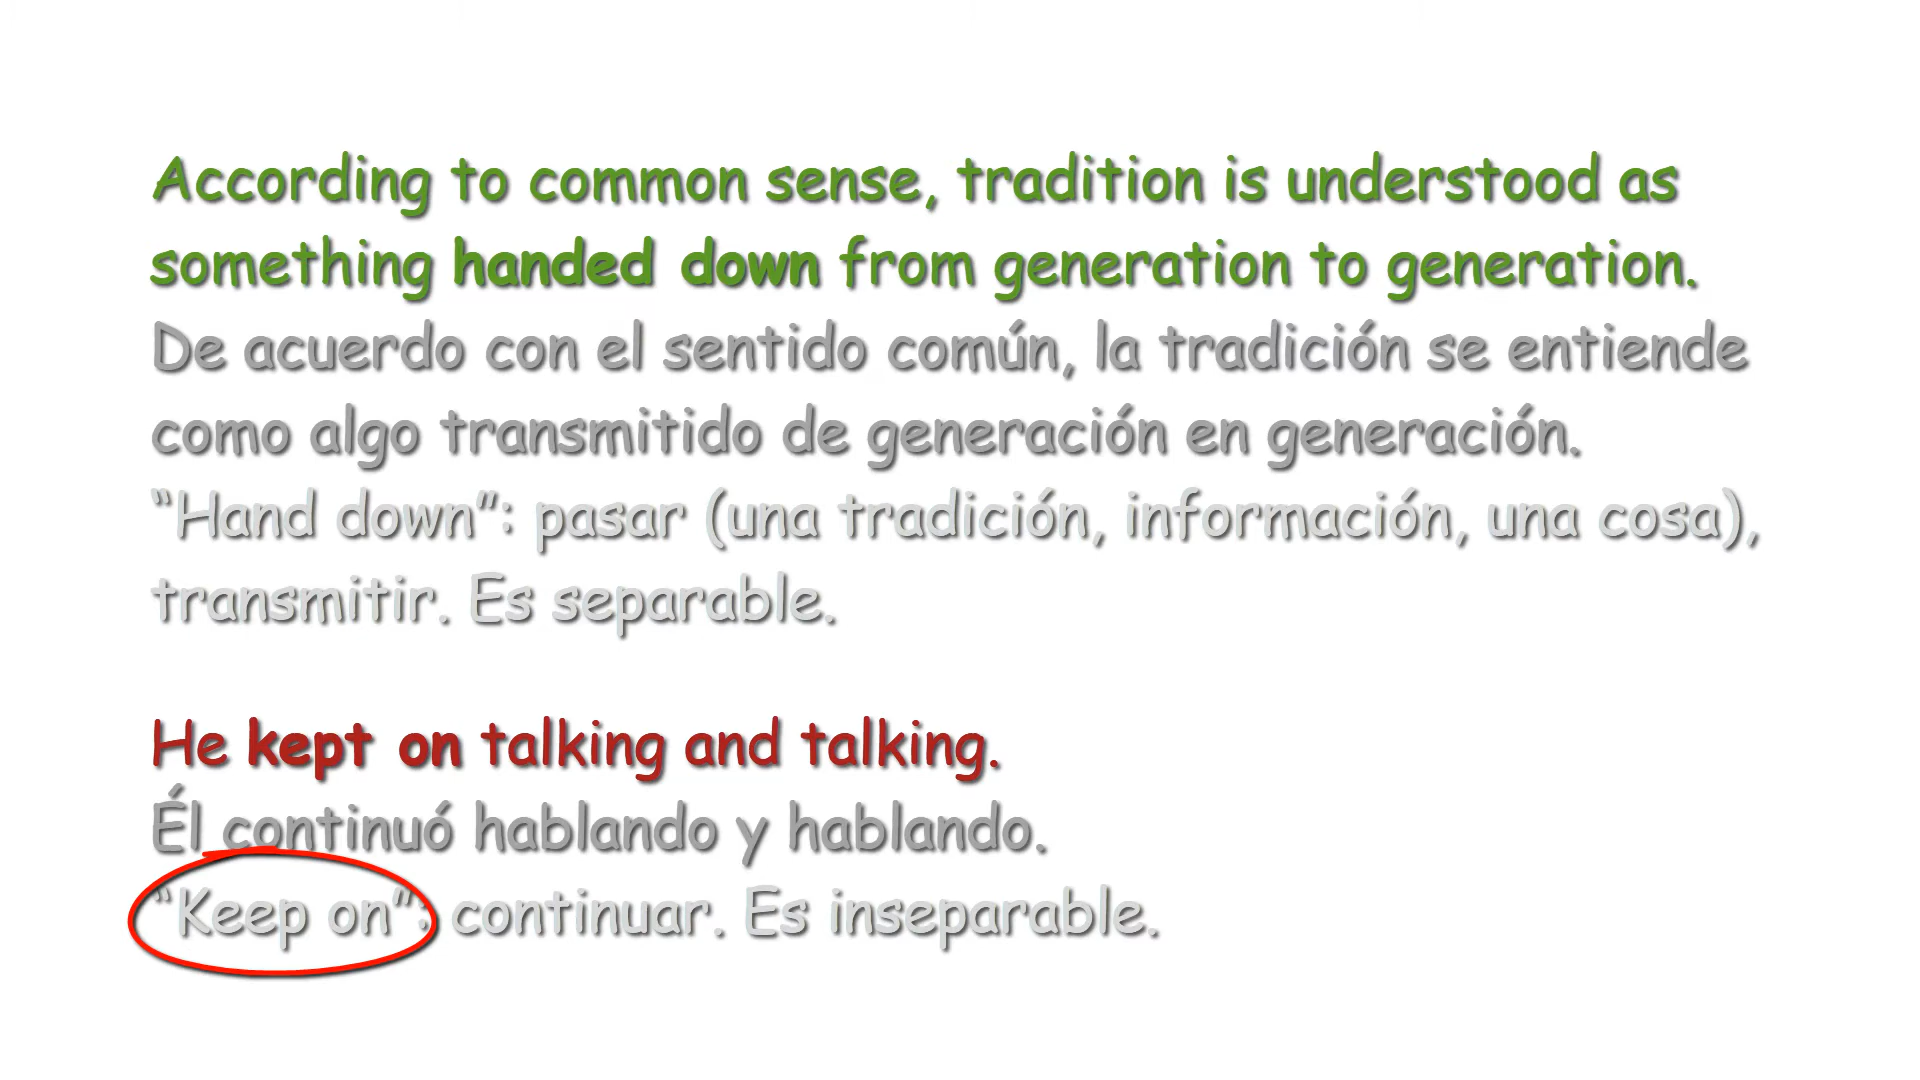 According to common sense, tradition is understood as
something handed down from generation to generation.
De acuerdo con el sentido común, la tradición se entiende
como algo transmitido de generación en generación.
“Hand down”: pasar (una tradición, información, una cosa),
transmitir. Es separable.
He kept on talking and talking.
Él continuó hablando y hablando.
“Keep on”: continuar. Es inseparable.